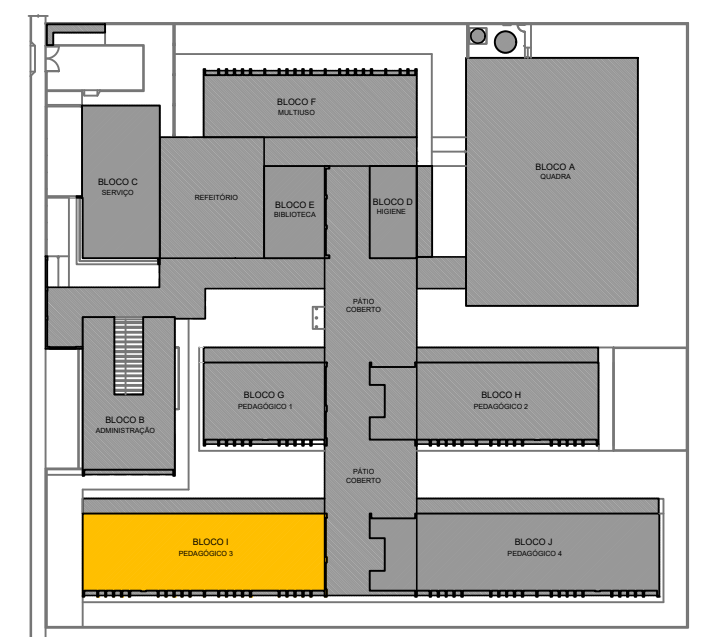 BLOCO F
MULTIUSO
BLOCO A
QUADRA
BLOCO C
SERVIÇO
REFEITÓRIO
BLOCO E
BIBLIOTECA
BLOCO D
HIGIENE
PÁTIO
COBERTO
BLOCO G
PEDAGÓGICO 1
BLOCO H
PEDAGÓGICO 2
BLOCO B
ADMINISTRAÇÃO
PÁTIO
COBERTO
BLOCO I
PEDAGÓGICO 3
BLOCO J
PEDAGÓGICO 4